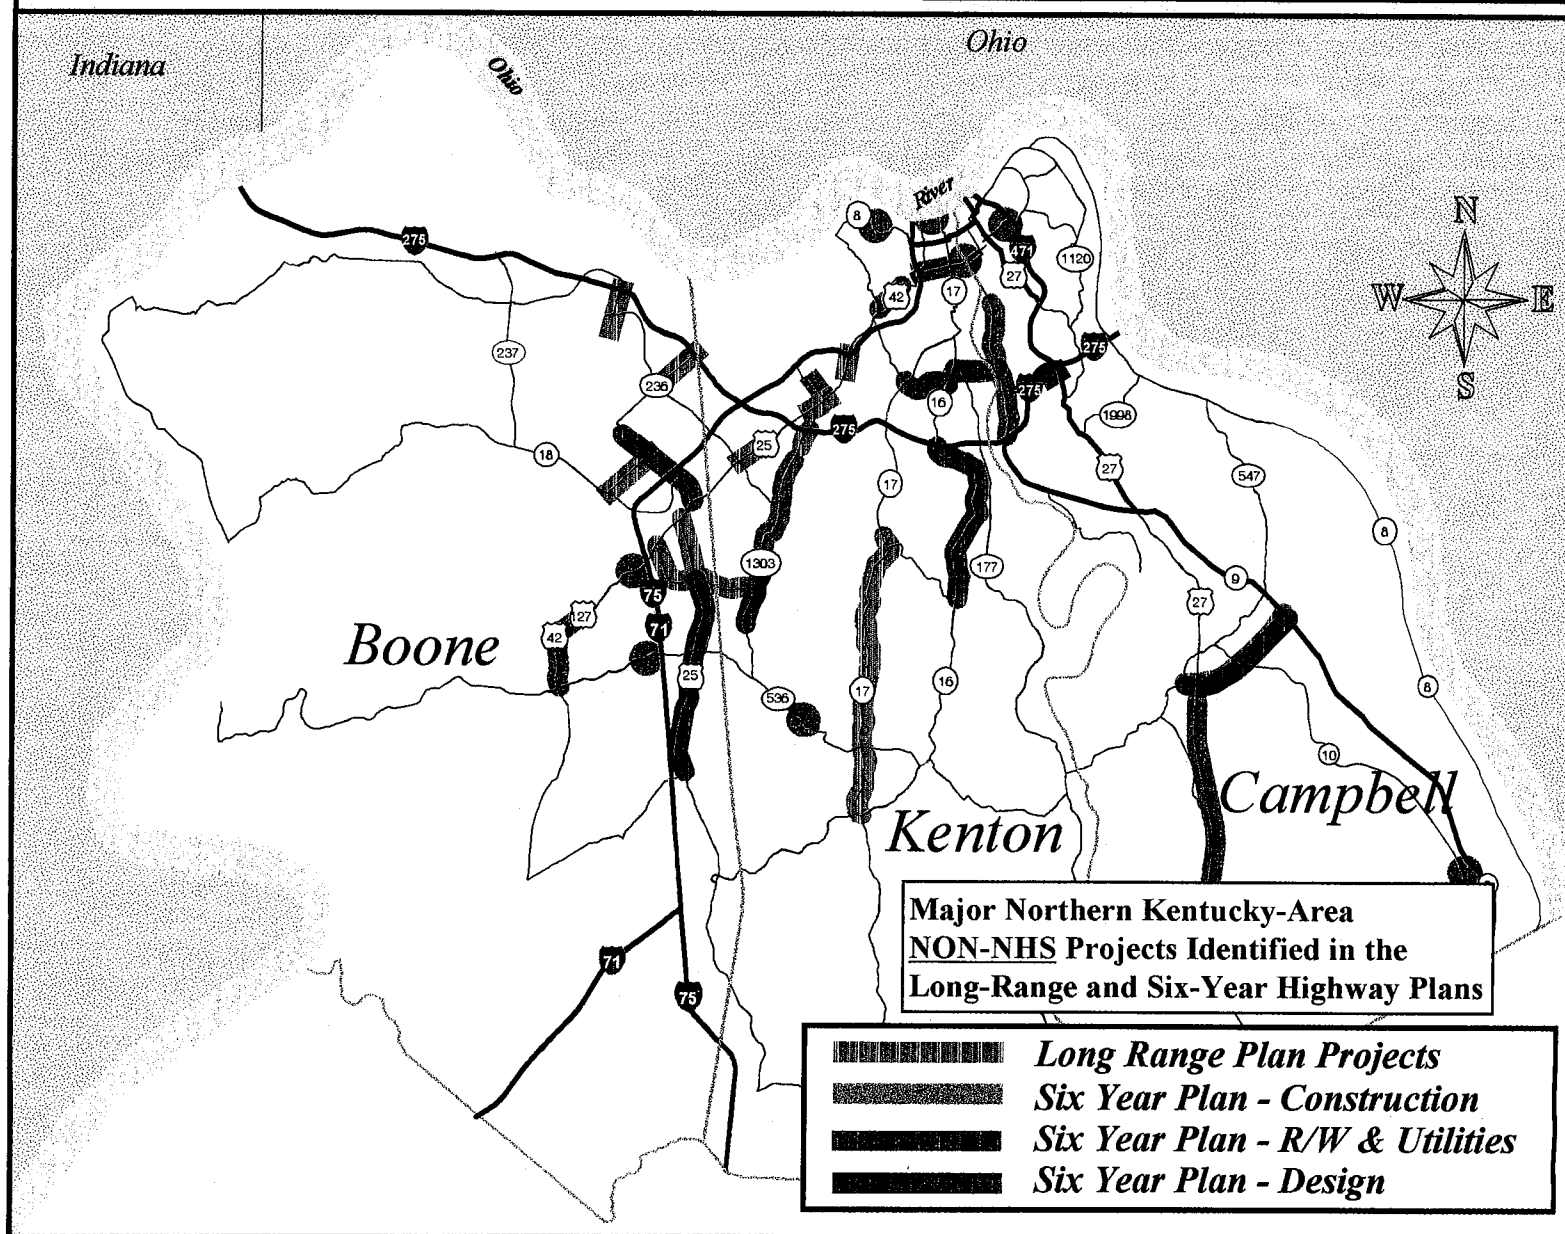 Indiana
Ohio
Ohio
River
N
W E
S
8
275
471
1120
27
42
17
237
236
275
275
16
1998
275
25
18
27
17
547
8
1303
177
9
75
127
27
42
71
Boone
25
16
17
8
536
10
Campbell
Kenton
71
75
Major Northern Kentucky-Area
NON-NHS Projects Identified in the
Long-Range and Six-Year Highway Plans
Long Range Plan Projects
Six Year Plan - Construction
Six Year Plan - R/W & Utilities
Six Year Plan - Design